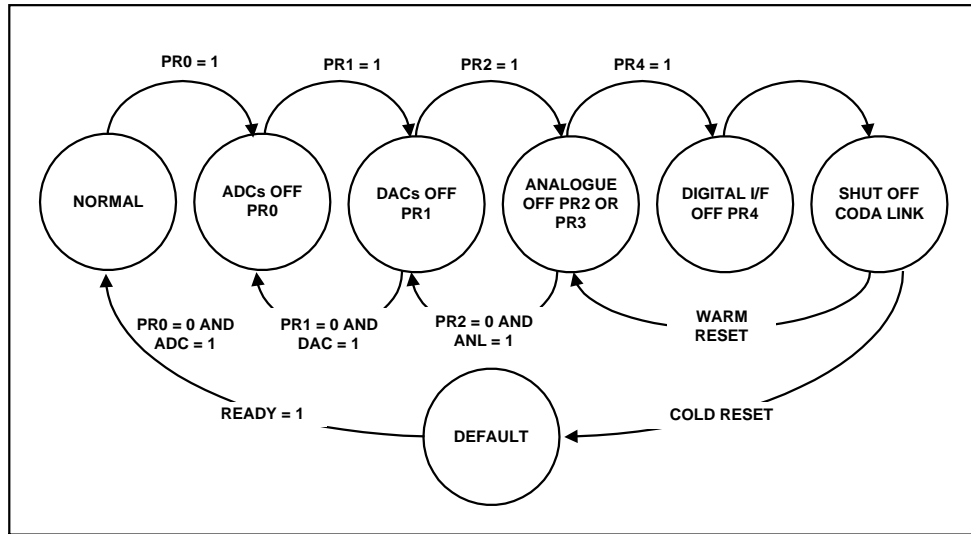 PR0 = 1
PR1 = 1
PR2 = 1
PR4 = 1
NORMAL
ADCs OFF
PR0
DACs OFF
PR1
ANALOGUE
OFF PR2 OR
PR3
DIGITAL I/F
OFF PR4
SHUT OFF
CODA LINK
PR0 = 0 AND
ADC = 1
PR1 = 0 AND
DAC = 1
PR2 = 0 AND
ANL = 1
WARM
RESET
READY = 1
DEFAULT
COLD RESET